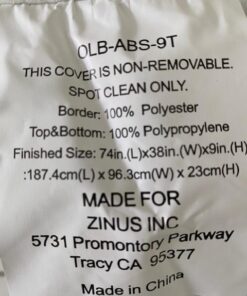 OLB-ABS-9T
THIS COVER IS NON-REMOVABLE.
SPOT CLEAN ONLY.
Border: 100% Polyester
Top&Bottom: 100% Polypropylene
Finished Size: 74in.(L)x38in.(W)x9in.(H)
:187.4cm(L) x 96.3cm(W) x 23cm(H)
MADE FOR
ZINUS INC
5731 Promontory Parkway
Tracy CA 95377
Made in China